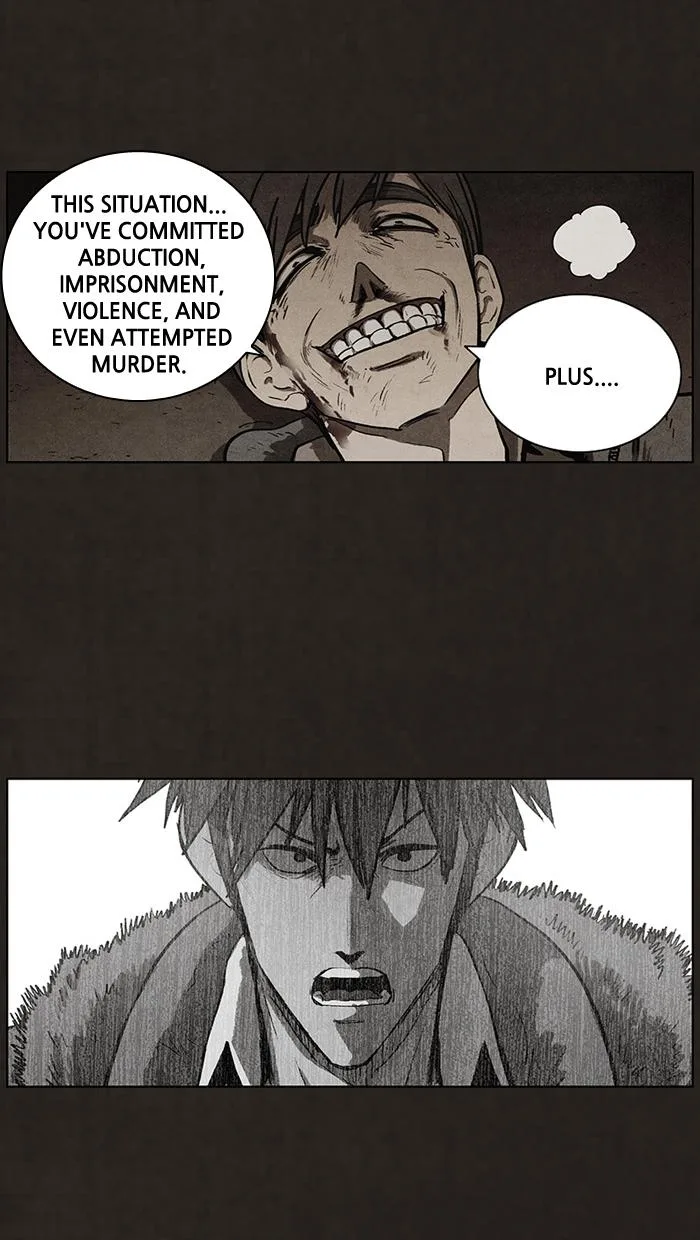 THIS SITUATION...
YOU'VE COMMITTED
ABDUCTION,
IMPRISONMENT,
VIOLENCE, AND
EVEN ATTEMPTED
MURDER.
PLUS....